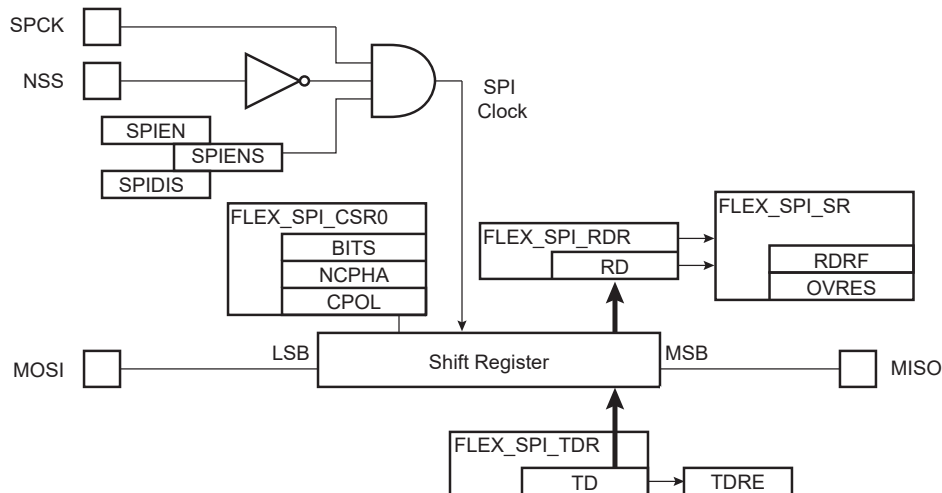 SPCK
NSS
SPI
Clock
SPIEN
SPIENS
SPIDIS
FLEX_SPI_CSR0
BITS
NCPHA
CPOL
FLEX_SPI_RDR
RD
FLEX_SPI_SR
RDRF
OVRES
MOSI
LSB
Shift Register
MSB
MISO
FLEX_SPI_TDR
TD
TDRE